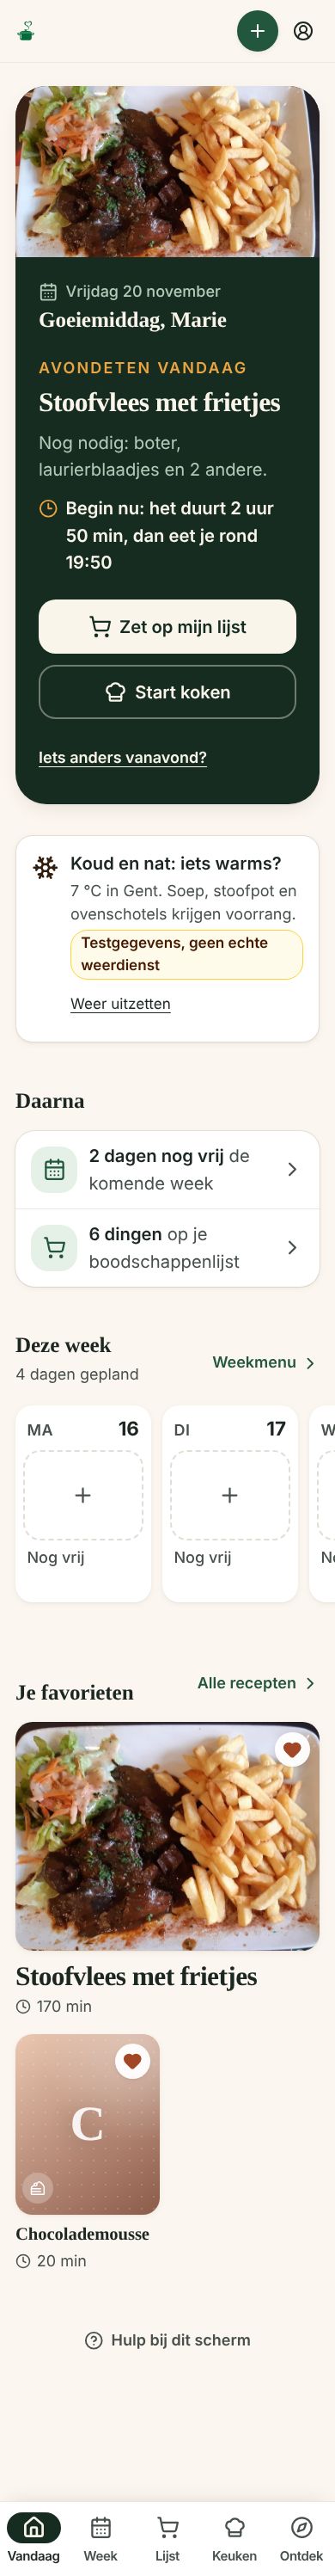 Vrijdag 20 november
Goeiemiddag, Marie
AVONDETEN VANDAAG
Stoofvlees met frietjes
Nog nodig: boter,
laurierblaadjes en 2 andere.
Begin nu: het duurt 2 uur
50 min, dan eet je rond
19:50
Zet op mijn lijst
Start koken
Iets anders vanavond?
Koud en nat: iets warms?
7 °C in Gent. Soep, stoofpot en
ovenschotels krijgen voorrang.
Testgegevens, geen echte
weerdienst
Weer uitzetten
Daarna
2 dagen nog vrij de
komende week
6 dingen op je
boodschappenlijst
Deze week
4 dagen gepland
Weekmenu
MA 16
DI 17
Nog vrij
Nog vrij
Je favorieten
Alle recepten
Stoofvlees met frietjes
170 min
C
Chocolademousse
20 min
Hulp bij dit scherm
Vandaag
Week
Lijst
Keuken
Ontdek